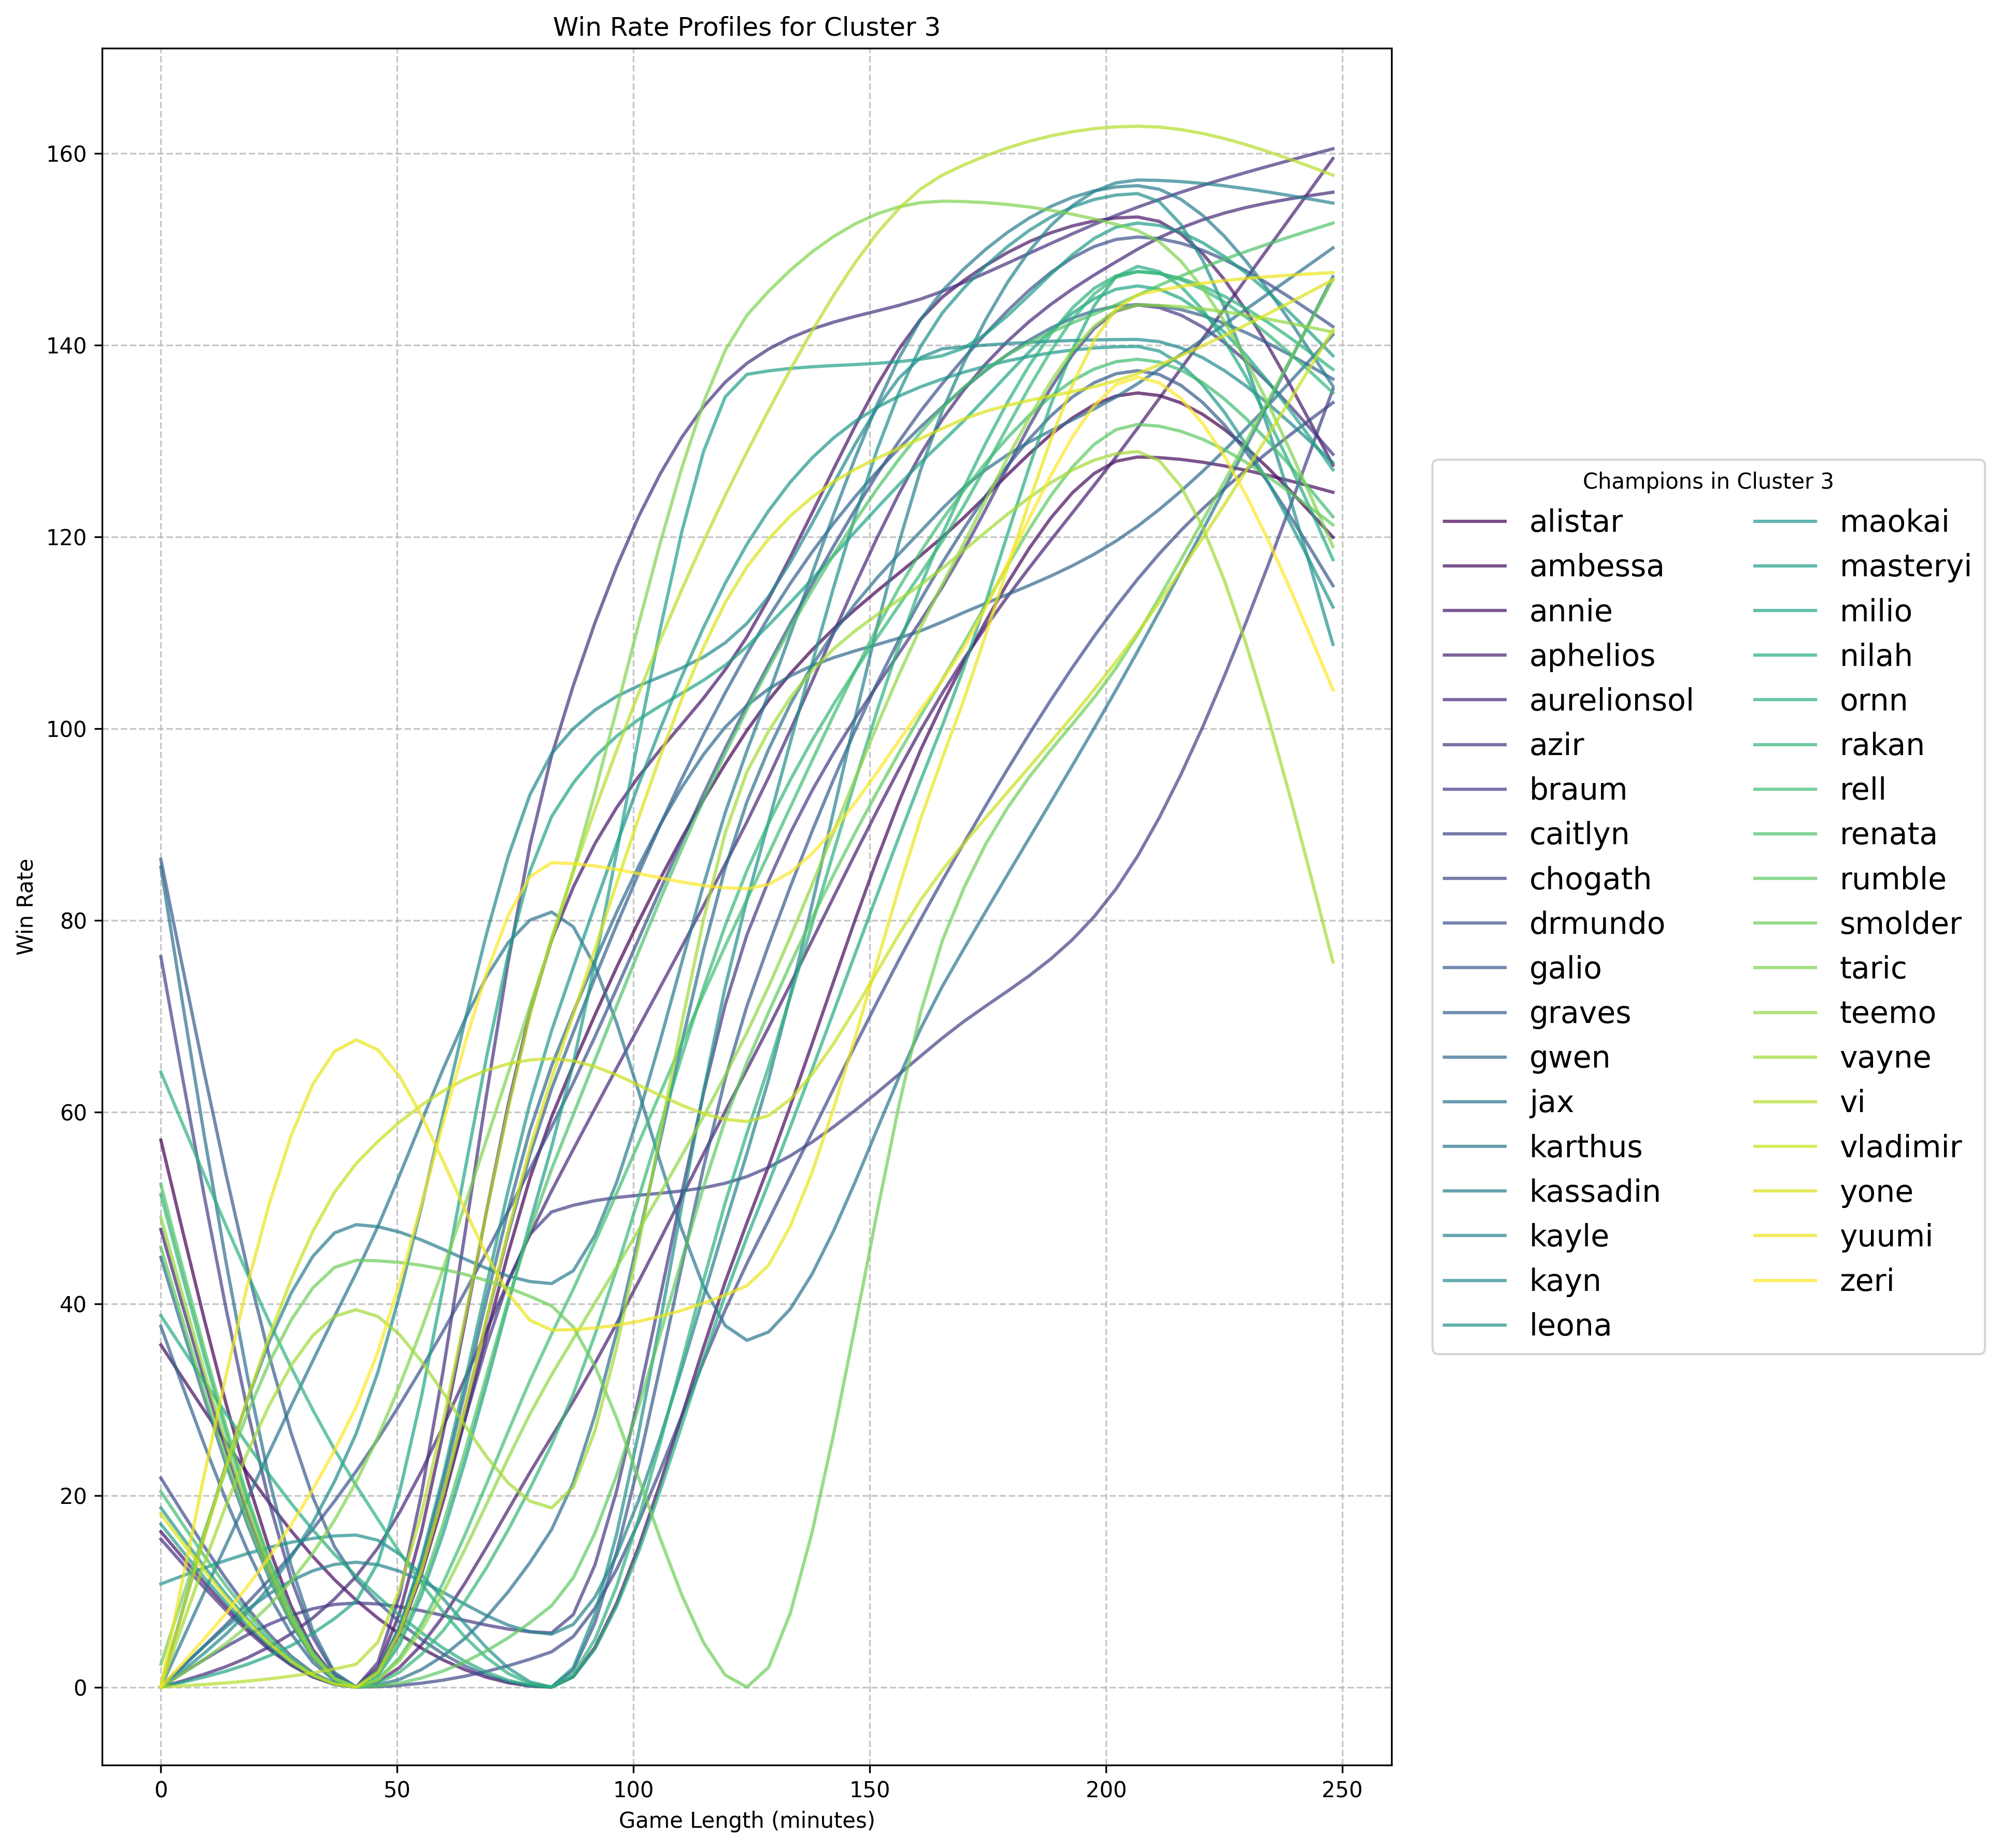 Win Rate Profiles for Cluster 3
160
140
120
100
80
60
40
20
0
Win Rate
0 50 100 150 200 250
Game Length (minutes)
Champions in Cluster 3
alistar
ambessa
annie
aphelios
aurelionsol
azir
braum
caitlyn
chogath
drmundo
galio
graves
gwen
jax
karthus
kassadin
kayle
kayn
leona
maokai
masteryi
milio
nilah
ornn
rakan
rell
renata
rumble
smolder
taric
teemo
vayne
vi
vladimir
yone
yuumi
zeri